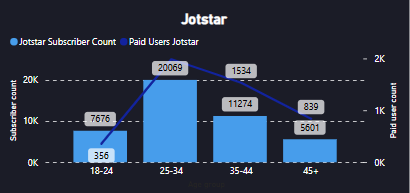 Jotstar
Jotstar Subscriber Count Paid Users Jotstar
Subscriber count
20K
10K
0K
7676
356
20069
1534
11274
839
5601
2K
1K
0K
Paid user count
18-24 25-34 35-44 45+